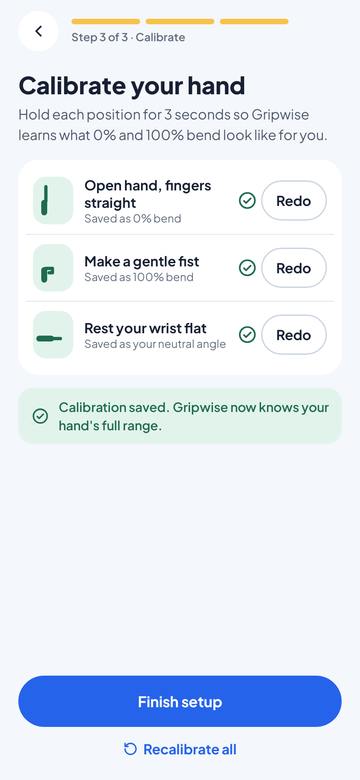 Step 3 of 3 · Calibrate
Calibrate your hand
Hold each position for 3 seconds so Gripwise
learns what 0% and 100% bend look like for you.
Open hand, fingers
straight
Saved as 0% bend
Redo
Make a gentle fist
Saved as 100% bend
Redo
Rest your wrist flat
Saved as your neutral angle
Redo
Calibration saved. Gripwise now knows your
hand's full range.
Finish setup
Recalibrate all